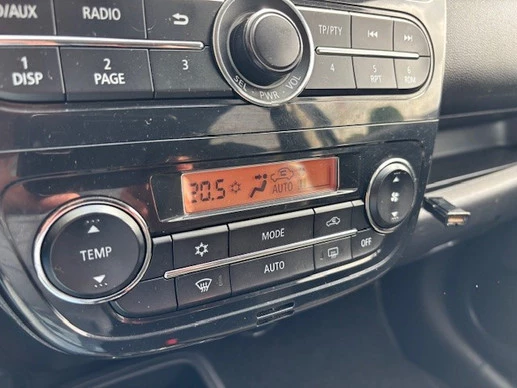 D/AUX RADIO TP/PTY
1 DISP 2 PAGE 3 4 5 RPT 6
SEL · PWR · VOL
20.5 AUTO
TEMP
MODE
AUTO OFF